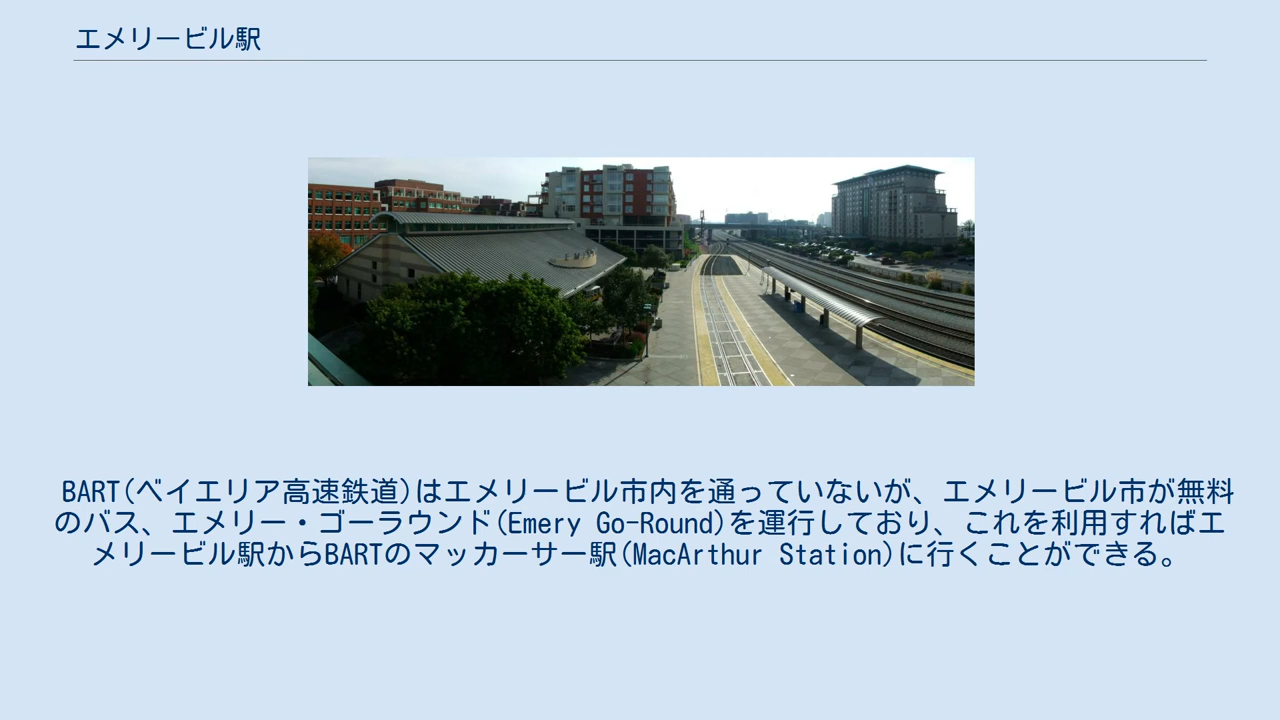 エメリービル駅
BART(ベイエリア高速鉄道)はエメリービル市内を通っていないが、エメリービル市が無料
のバス、エメリー・ゴーラウンド(Emery Go-Round)を運行しており、これを利用すればエ
メリービル駅からBARTのマッカーサー駅(MacArthur Station)に行くことができる。